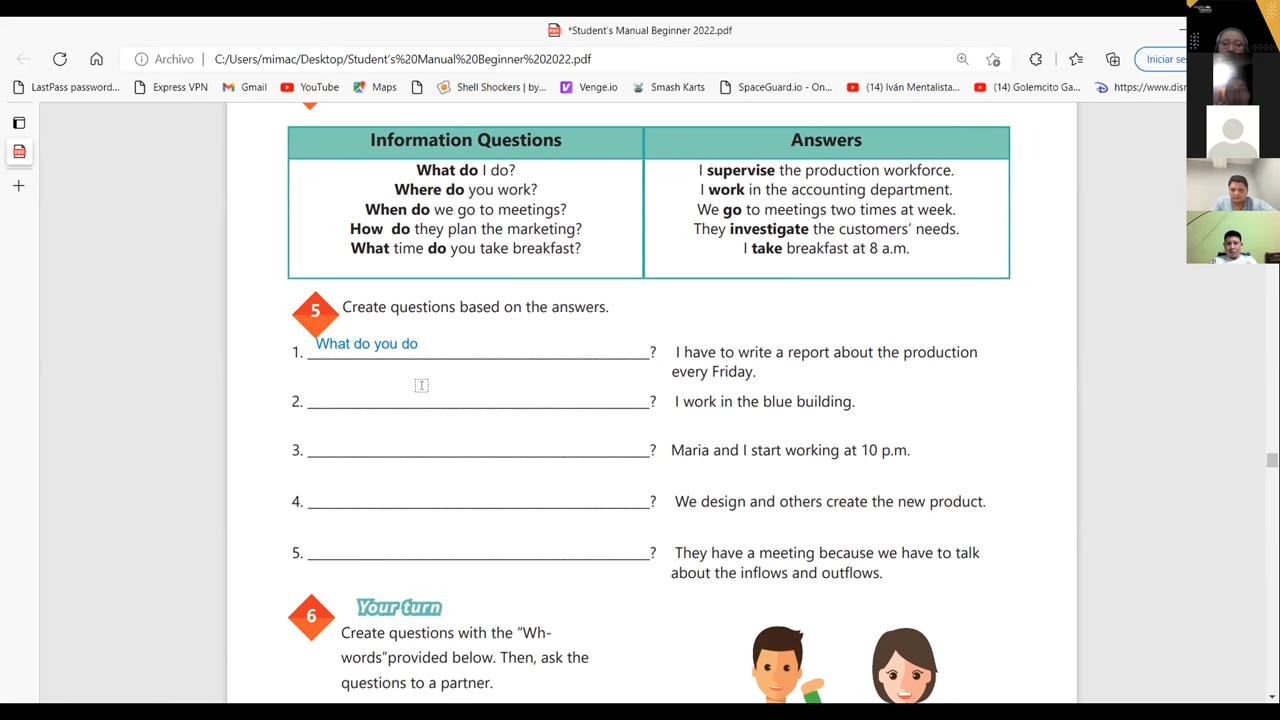 *Student's Manual Beginner 2022.pdf
Archivo
C:/Users/mimac/Desktop/Student's%20Manual%20Beginner%202022.pdf
Iniciar se
LastPass password...
Express VPN
Gmail
YouTube
Maps
Shell Shockers | by...
Venge.io
Smash Karts
SpaceGuard.io - On...
(14) Iván Mentalista...
(14) Golemcito Ga...
https://www.disn
Information Questions
Answers
What do I do?
I supervise the production workforce.
Where do you work?
I work in the accounting department.
When do we go to meetings?
We go to meetings two times at week.
How do they plan the marketing?
They investigate the customers' needs.
What time do you take breakfast?
I take breakfast at 8 a.m.
5 Create questions based on the answers.
What do you do
1. ____________________? I have to write a report about the production
every Friday.
2. ____________________? I work in the blue building.
3. ____________________? Maria and I start working at 10 p.m.
4. ____________________? We design and others create the new product.
5. ____________________? They have a meeting because we have to talk
about the inflows and outflows.
6 Your turn
Create questions with the “Wh-
words“provided below. Then, ask the
questions to a partner.